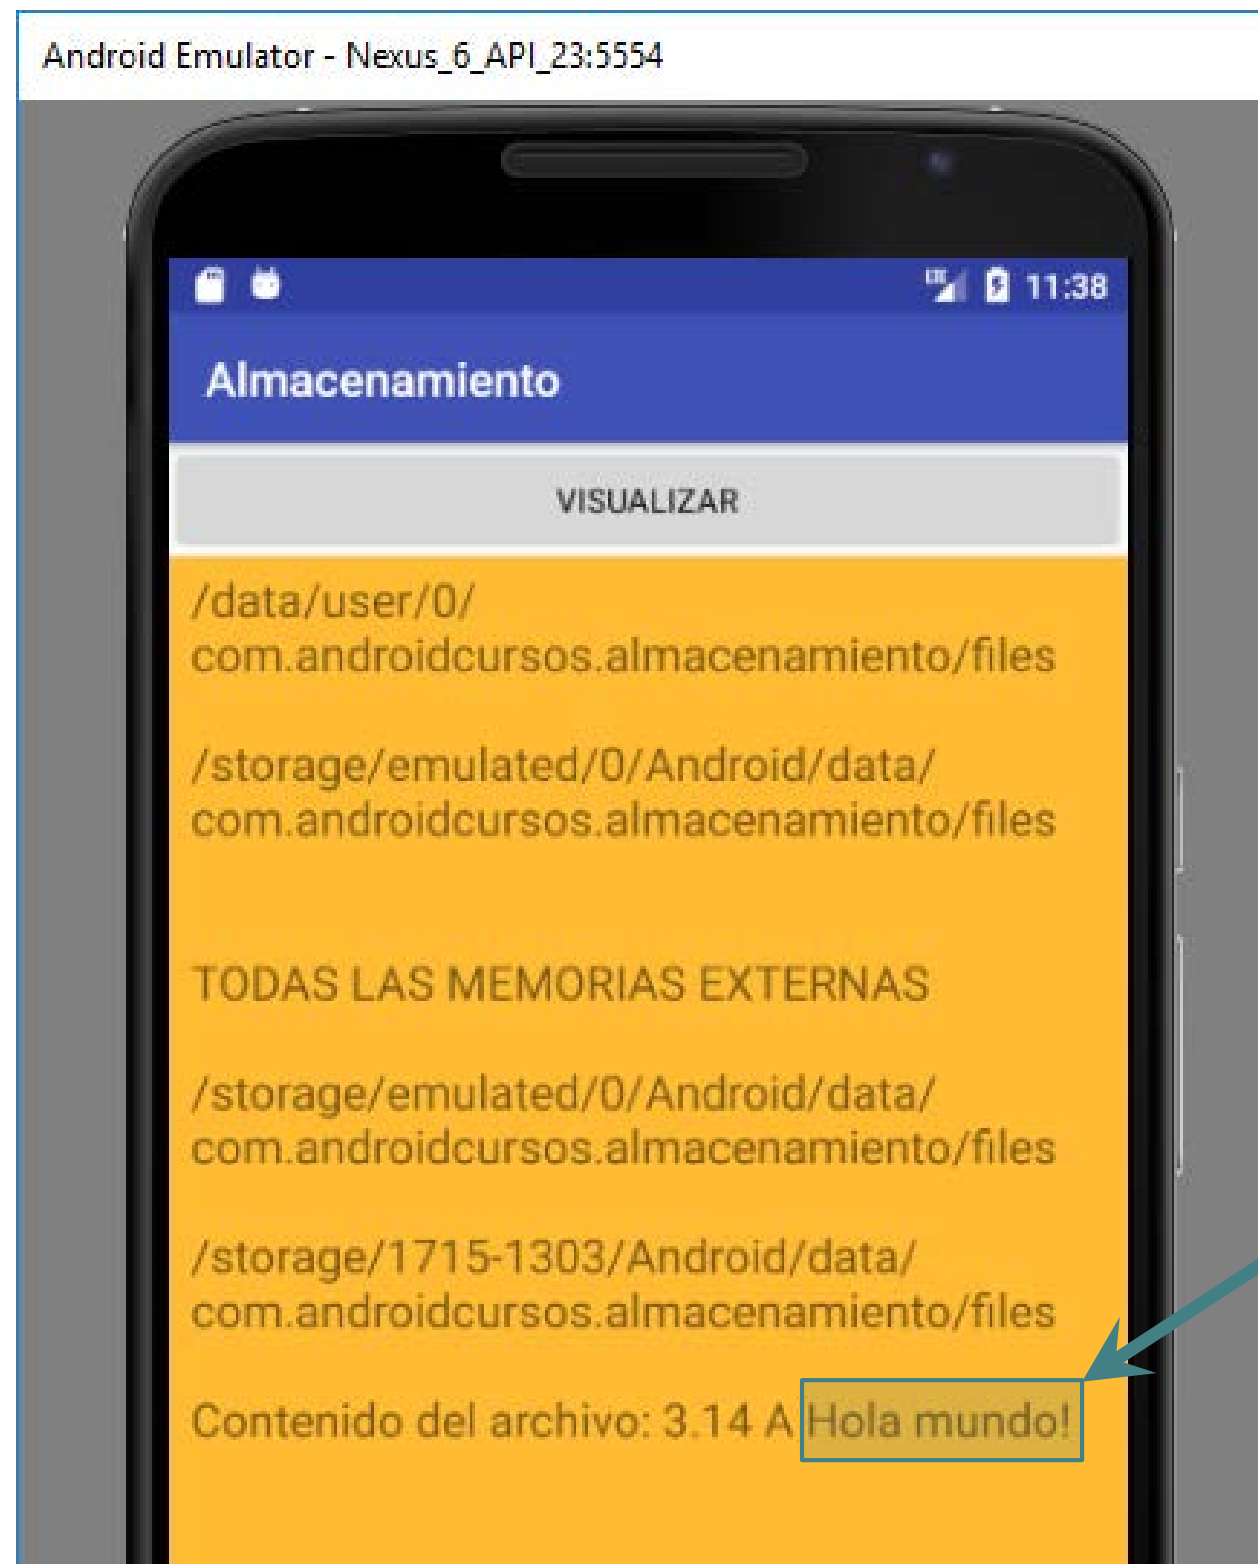 Android Emulator - Nexus_6_API_23:5554
LTE 11:38
Almacenamiento
VISUALIZAR
/data/user/0/
com.androidcursos.almacenamiento/files
/storage/emulated/0/Android/data/
com.androidcursos.almacenamiento/files
TODAS LAS MEMORIAS EXTERNAS
/storage/emulated/0/Android/data/
com.androidcursos.almacenamiento/files
/storage/1715-1303/Android/data/
com.androidcursos.almacenamiento/files
Contenido del archivo: 3.14 A Hola mundo!